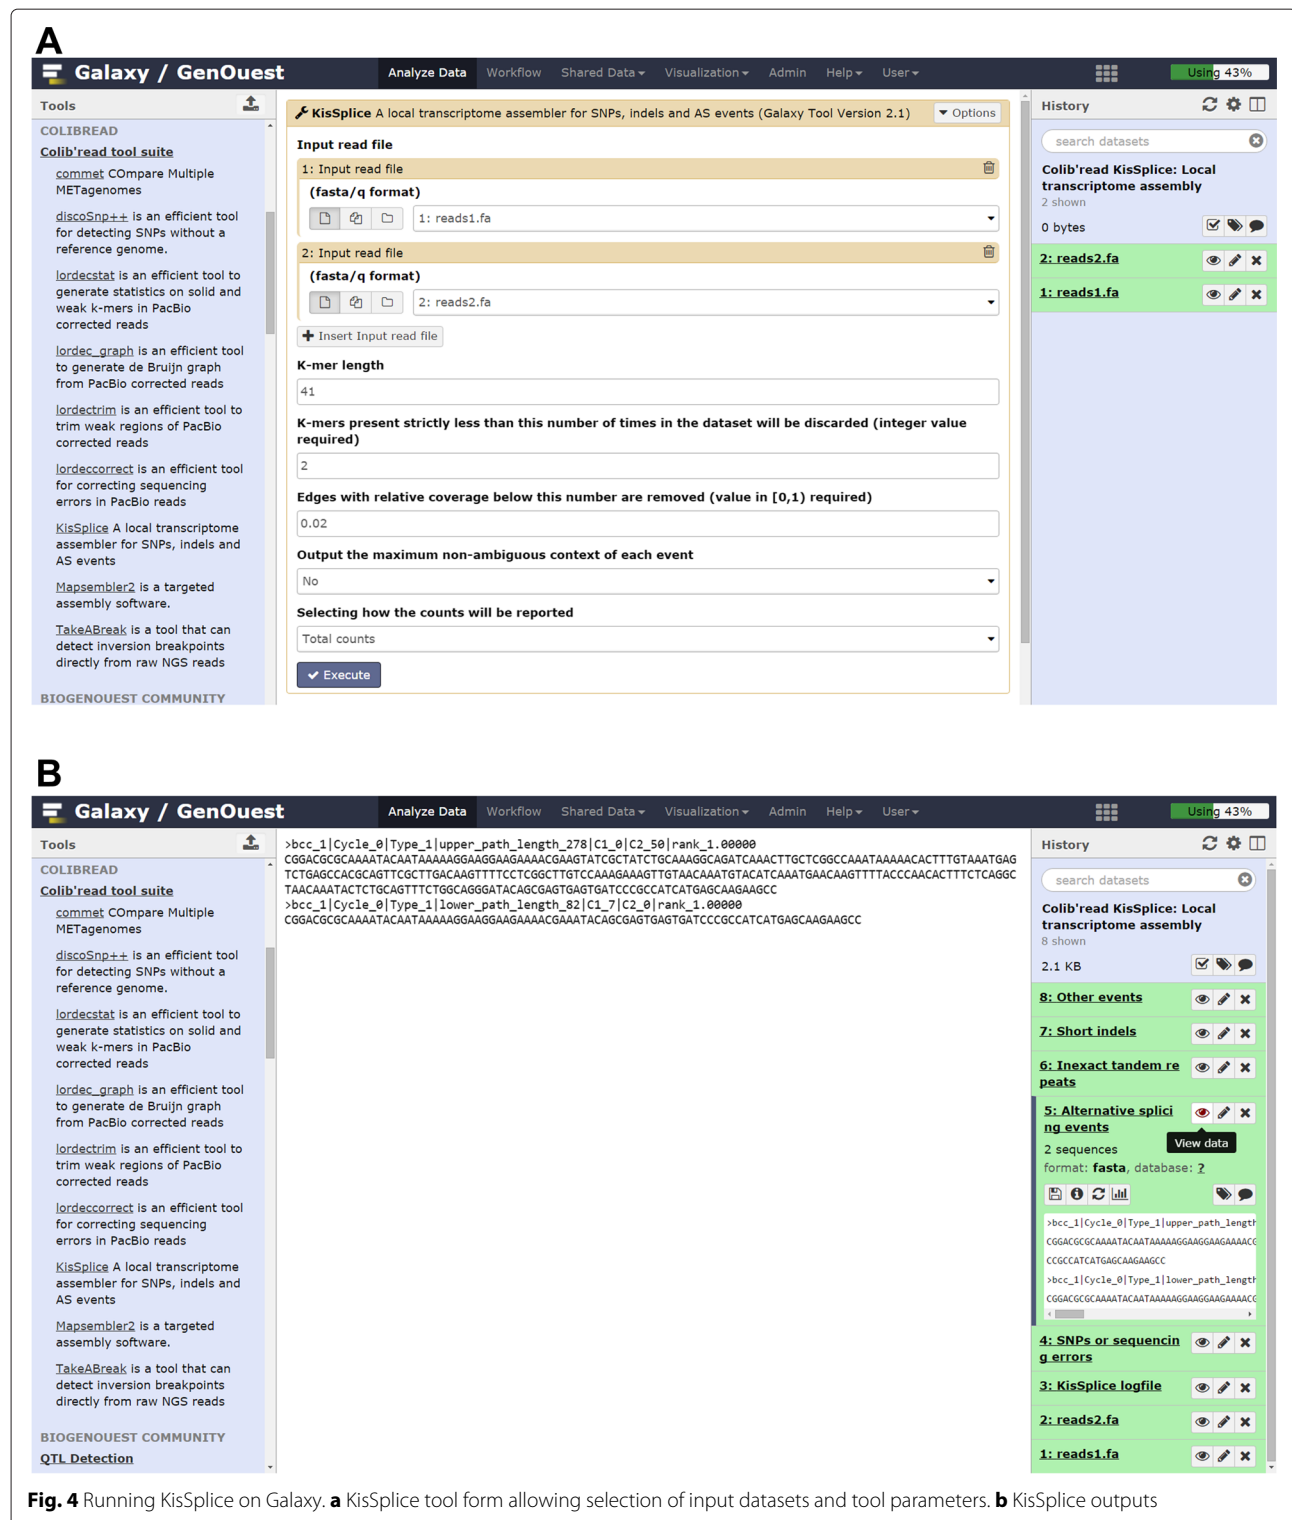 A
Galaxy / GenOuest
Analyze Data Workflow Shared Data Visualization Admin Help User
Using 43%
Tools
COLIBREAD
Colib'read tool suite
commet COmpare Multiple
METagenomes
discoSnp++ is an efficient tool
for detecting SNPs without a
reference genome.
lordecstat is an efficient tool to
generate statistics on solid and
weak k-mers in PacBio
corrected reads
lordec_graph is an efficient tool
to generate de Bruijn graph
from PacBio corrected reads
lordectrim is an efficient tool to
trim weak regions of PacBio
corrected reads
lordeccorrect is an efficient tool
for correcting sequencing
errors in PacBio reads
KisSplice A local transcriptome
assembler for SNPs, indels and
AS events
Mapsembler2 is a targeted
assembly software.
TakeABreak is a tool that can
detect inversion breakpoints
directly from raw NGS reads
BIOGENOUEST COMMUNITY
KisSplice A local transcriptome assembler for SNPs, indels and AS events (Galaxy Tool Version 2.1)
Options
Input read file
1: Input read file
(fasta/q format)
1: reads1.fa
2: Input read file
(fasta/q format)
2: reads2.fa
Insert Input read file
K-mer length
41
K-mers present strictly less than this number of times in the dataset will be discarded (integer value
required)
2
Edges with relative coverage below this number are removed (value in [0,1) required)
0.02
Output the maximum non-ambiguous context of each event
No
Selecting how the counts will be reported
Total counts
Execute
History
search datasets
Colib'read KisSplice: Local
transcriptome assembly
2 shown
0 bytes
2: reads2.fa
1: reads1.fa
B
Galaxy / GenOuest
Analyze Data Workflow Shared Data Visualization Admin Help User
Using 43%
Tools
COLIBREAD
Colib'read tool suite
commet COmpare Multiple
METagenomes
discoSnp++ is an efficient tool
for detecting SNPs without a
reference genome.
lordecstat is an efficient tool to
generate statistics on solid and
weak k-mers in PacBio
corrected reads
lordec_graph is an efficient tool
to generate de Bruijn graph
from PacBio corrected reads
lordectrim is an efficient tool to
trim weak regions of PacBio
corrected reads
lordeccorrect is an efficient tool
for correcting sequencing
errors in PacBio reads
KisSplice A local transcriptome
assembler for SNPs, indels and
AS events
Mapsembler2 is a targeted
assembly software.
TakeABreak is a tool that can
detect inversion breakpoints
directly from raw NGS reads
BIOGENOUEST COMMUNITY
QTL Detection
>bcc_1|Cycle_0|Type_1|upper_path_length_278|C1_0|C2_50|rank_1.00000
CGGACGCGCAAAATACAATAAAAAGGAAGGAAGAAAACGAAGTATCGCTATCTGCAAAGGCAGATCAAACTTGCTCGGCCAAATAAAAACACTTTGTAAATGAG
TCTGAGCCACGCAGTTCGCTTGACAAGTTTTCCTCGGCTTGTCCAAAGAAAGTTGTAACAAATGTACATCAAATGAACAAGTTTTACCCAACACTTTCTCAGGC
TAACAAATACTCTGCAGTTTCTGGCAGGGATACAGCGAGTGAGTGATCCCGCCATCATGAGCAAGAAGCC
>bcc_1|Cycle_0|Type_1|lower_path_length_82|C1_7|C2_0|rank_1.00000
CGGACGCGCAAAATACAATAAAAAGGAAGGAAGAAAACGAAATACAGCGAGTGAGTGATCCCGCCATCATGAGCAAGAAGCC
History
search datasets
Colib'read KisSplice: Local
transcriptome assembly
8 shown
2.1 KB
8: Other events
7: Short indels
6: Inexact tandem re
peats
5: Alternative splici
ng events
View data
2 sequences
format: fasta, database: ?
>bcc_1|Cycle_0|Type_1|upper_path_length
CGGACGCGCAAAATACAATAAAAAGGAAGGAAGAAAACG
CCGCCATCATGAGCAAGAAGCC
>bcc_1|Cycle_0|Type_1|lower_path_length
CGGACGCGCAAAATACAATAAAAAGGAAGGAAGAAAACG
4: SNPs or sequencin
g errors
3: KisSplice logfile
2: reads2.fa
1: reads1.fa
Fig. 4 Running KisSplice on Galaxy. a KisSplice tool form allowing selection of input datasets and tool parameters. b KisSplice outputs